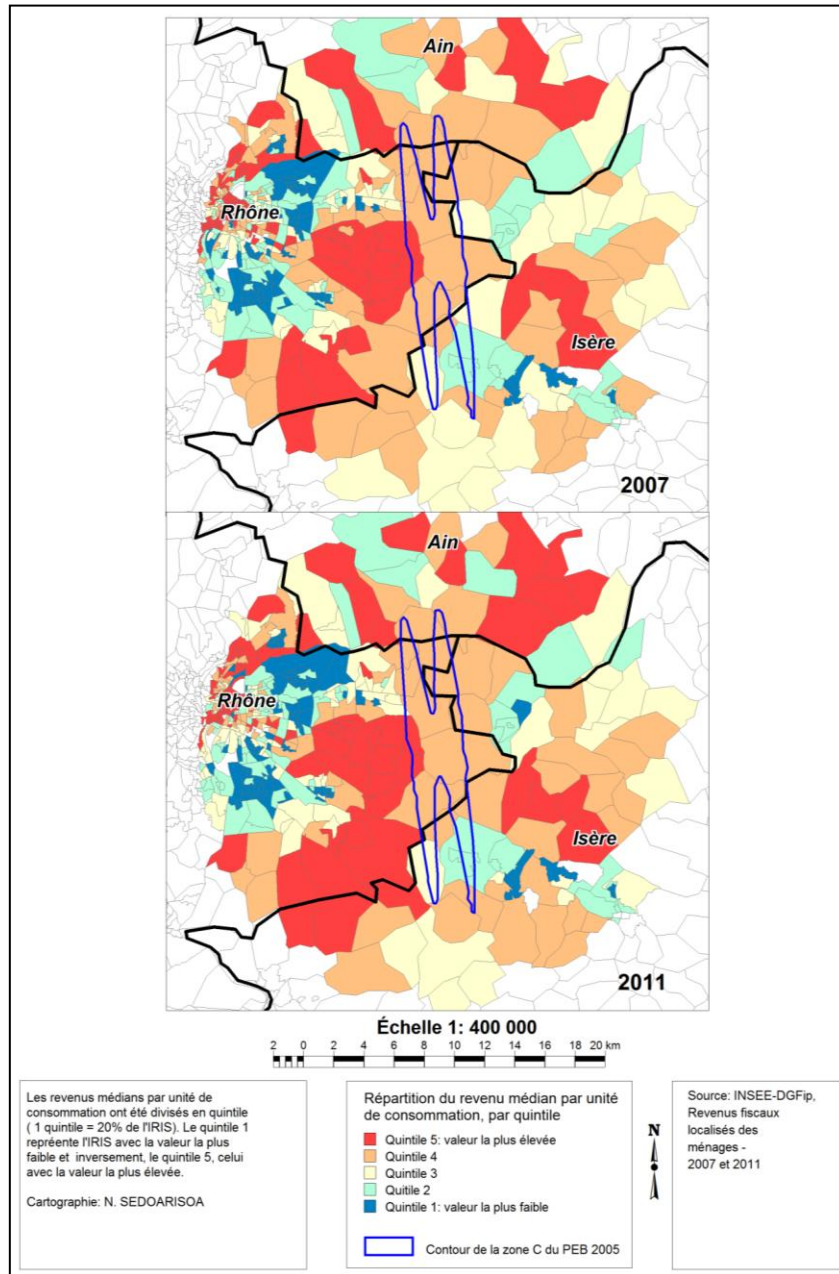 Ain
Rhône
Isère
2007
Ain
Rhône
Isère
2011
Échelle 1: 400 000
2 0 2 4 6 8 10 12 14 16 18 20 km
Les revenus médians par unité de
consommation ont été divisés en quintile
( 1 quintile = 20% de l'IRIS). Le quintile 1
repréente l'IRIS avec la valeur la plus
faible et inversement, le quintile 5, celui
avec la valeur la plus élevée.
Cartographie: N. SEDOARISOA
Répartition du revenu médian par unité
de consommation, par quintile
Quintile 5: valeur la plus élevée
Quintile 4
Quintile 3
Quitile 2
Quintile 1: valeur la plus faible
Contour de la zone C du PEB 2005
N
Source: INSEE-DGFip,
Revenus fiscaux
localisés des
ménages -
2007 et 2011